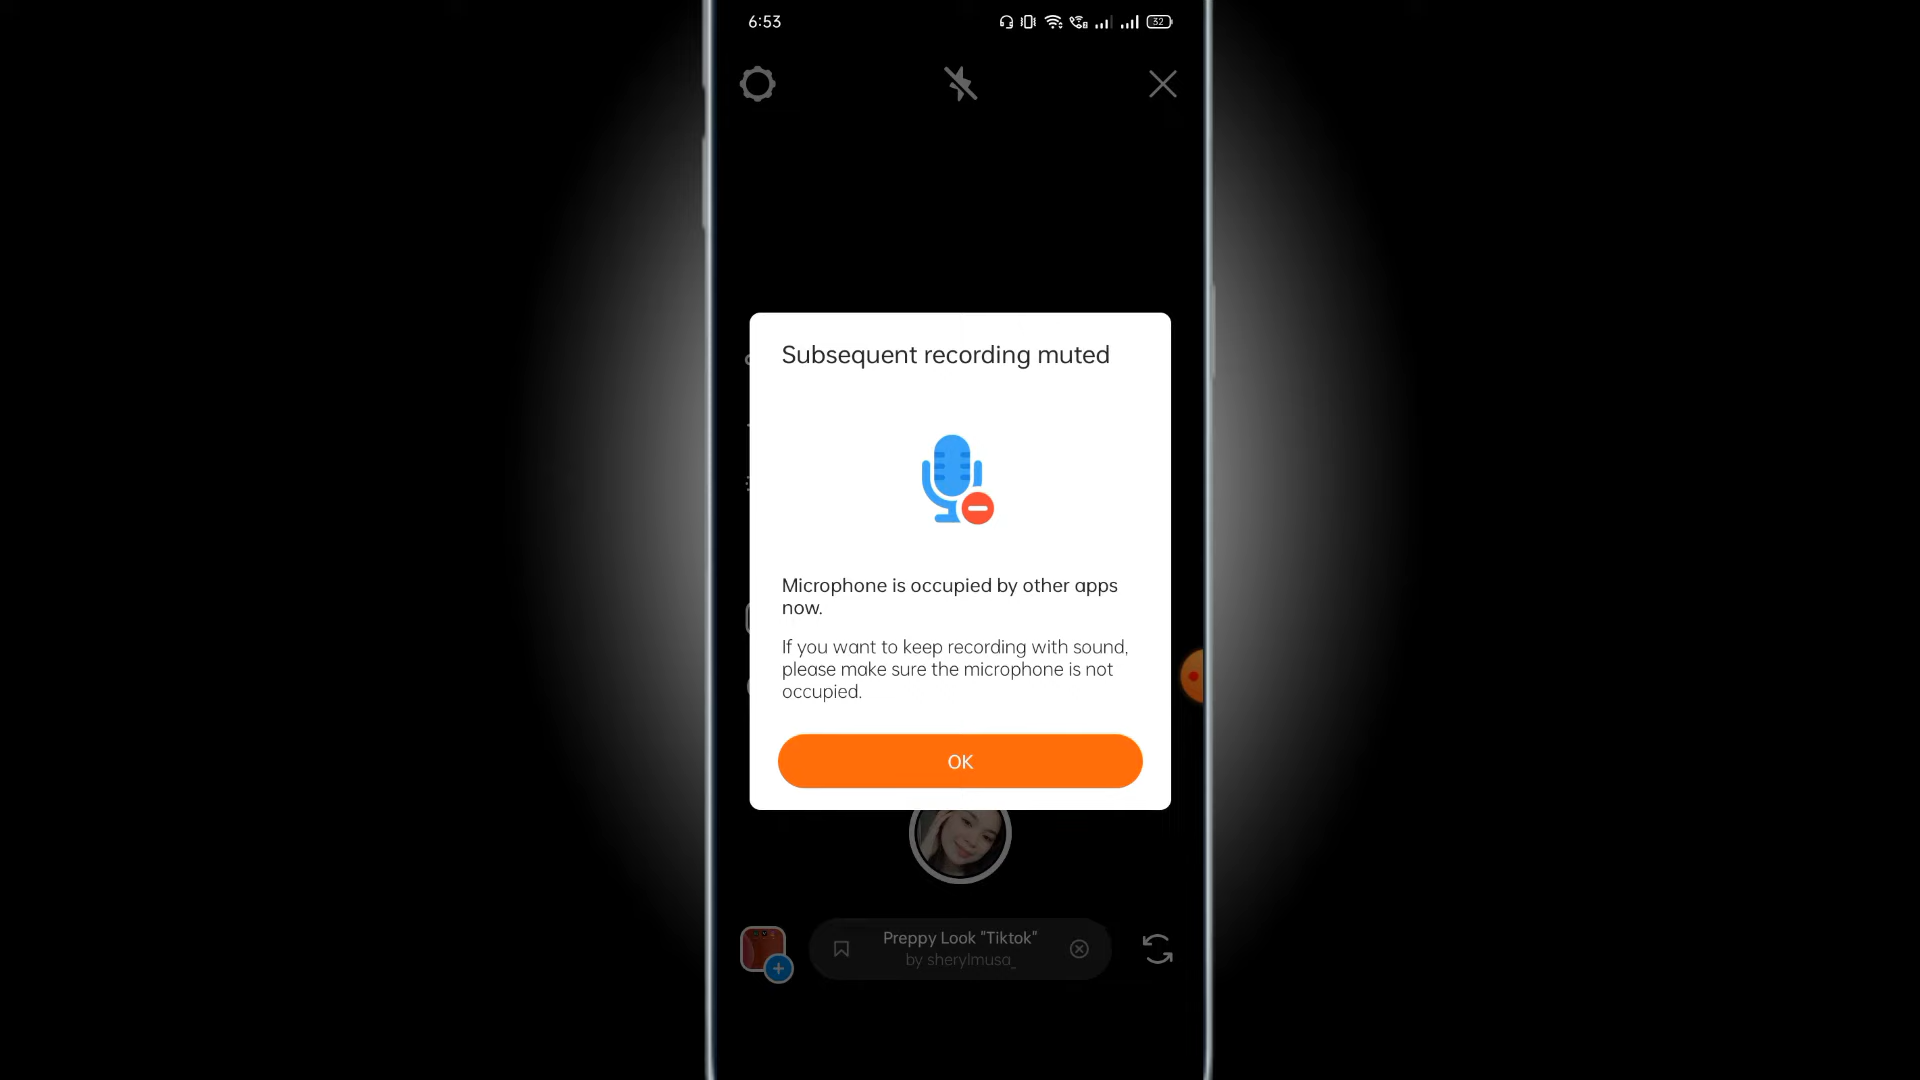 6:53
32
Subsequent recording muted
Microphone is occupied by other apps
now.
If you want to keep recording with sound,
please make sure the microphone is not
occupied.
OK
Preppy Look "Tiktok"
by sherylmusa_